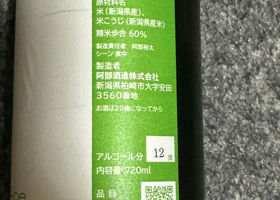 原材料名
米(新潟県産)、
米こうじ(新潟県産米)
精米歩合 60%
製造責任者 阿部裕太
シーン 食中
製造者
阿部酒造株式会社
新潟県柏崎市大字安田
3560番地
お酒は20歳になってから
アルコール分 12度
内容量 720ml
品目